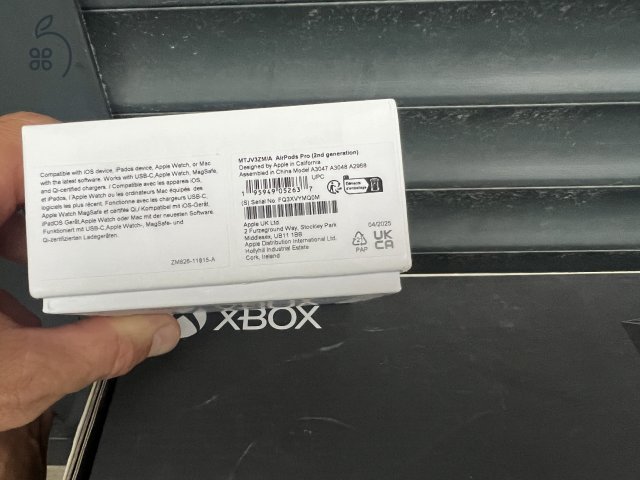 Compatible with iOS device, iPados device, Apple Watch, or Mac
with the latest software. Works with USB-C,Apple Watch, MagSafe,
and Qi-certified chargers. / Compatible avec les appareils iOS,
et iPados, / Apple Watch ou les ordinateurs Mac équipés des
logiciels les plus récent. Fonctionne avec les chargeurs USB-C,
Apple Watch MagSafe et certifiés Qi./ Kompatibel mit iOS-Gerät,
iPadOS Gerät,Apple Watch oder Mac mit der neuesten Software.
Funktioniert mit USB-C,Apple Watch-, MagSafe- und
Qi-zertifizierten Ladegeräten.
ZM826-11815-A
MTJV3ZM/A AirPods Pro (2nd generation)
Designed by Apple in California
Assembled in China Model A3047 A3048 A2968
UPC
1 95949 05263 7
(S) Serial No. FQ3XVYMQ0M
Apple UK Ltd
2 Furzeground Way, Stockley Park
Middlesex, UB11 1BB
Apple Distribution International Ltd.
Hollyhill Industrial Estate
Cork, Ireland
04/2025
PAP
UK
CA
XBOX